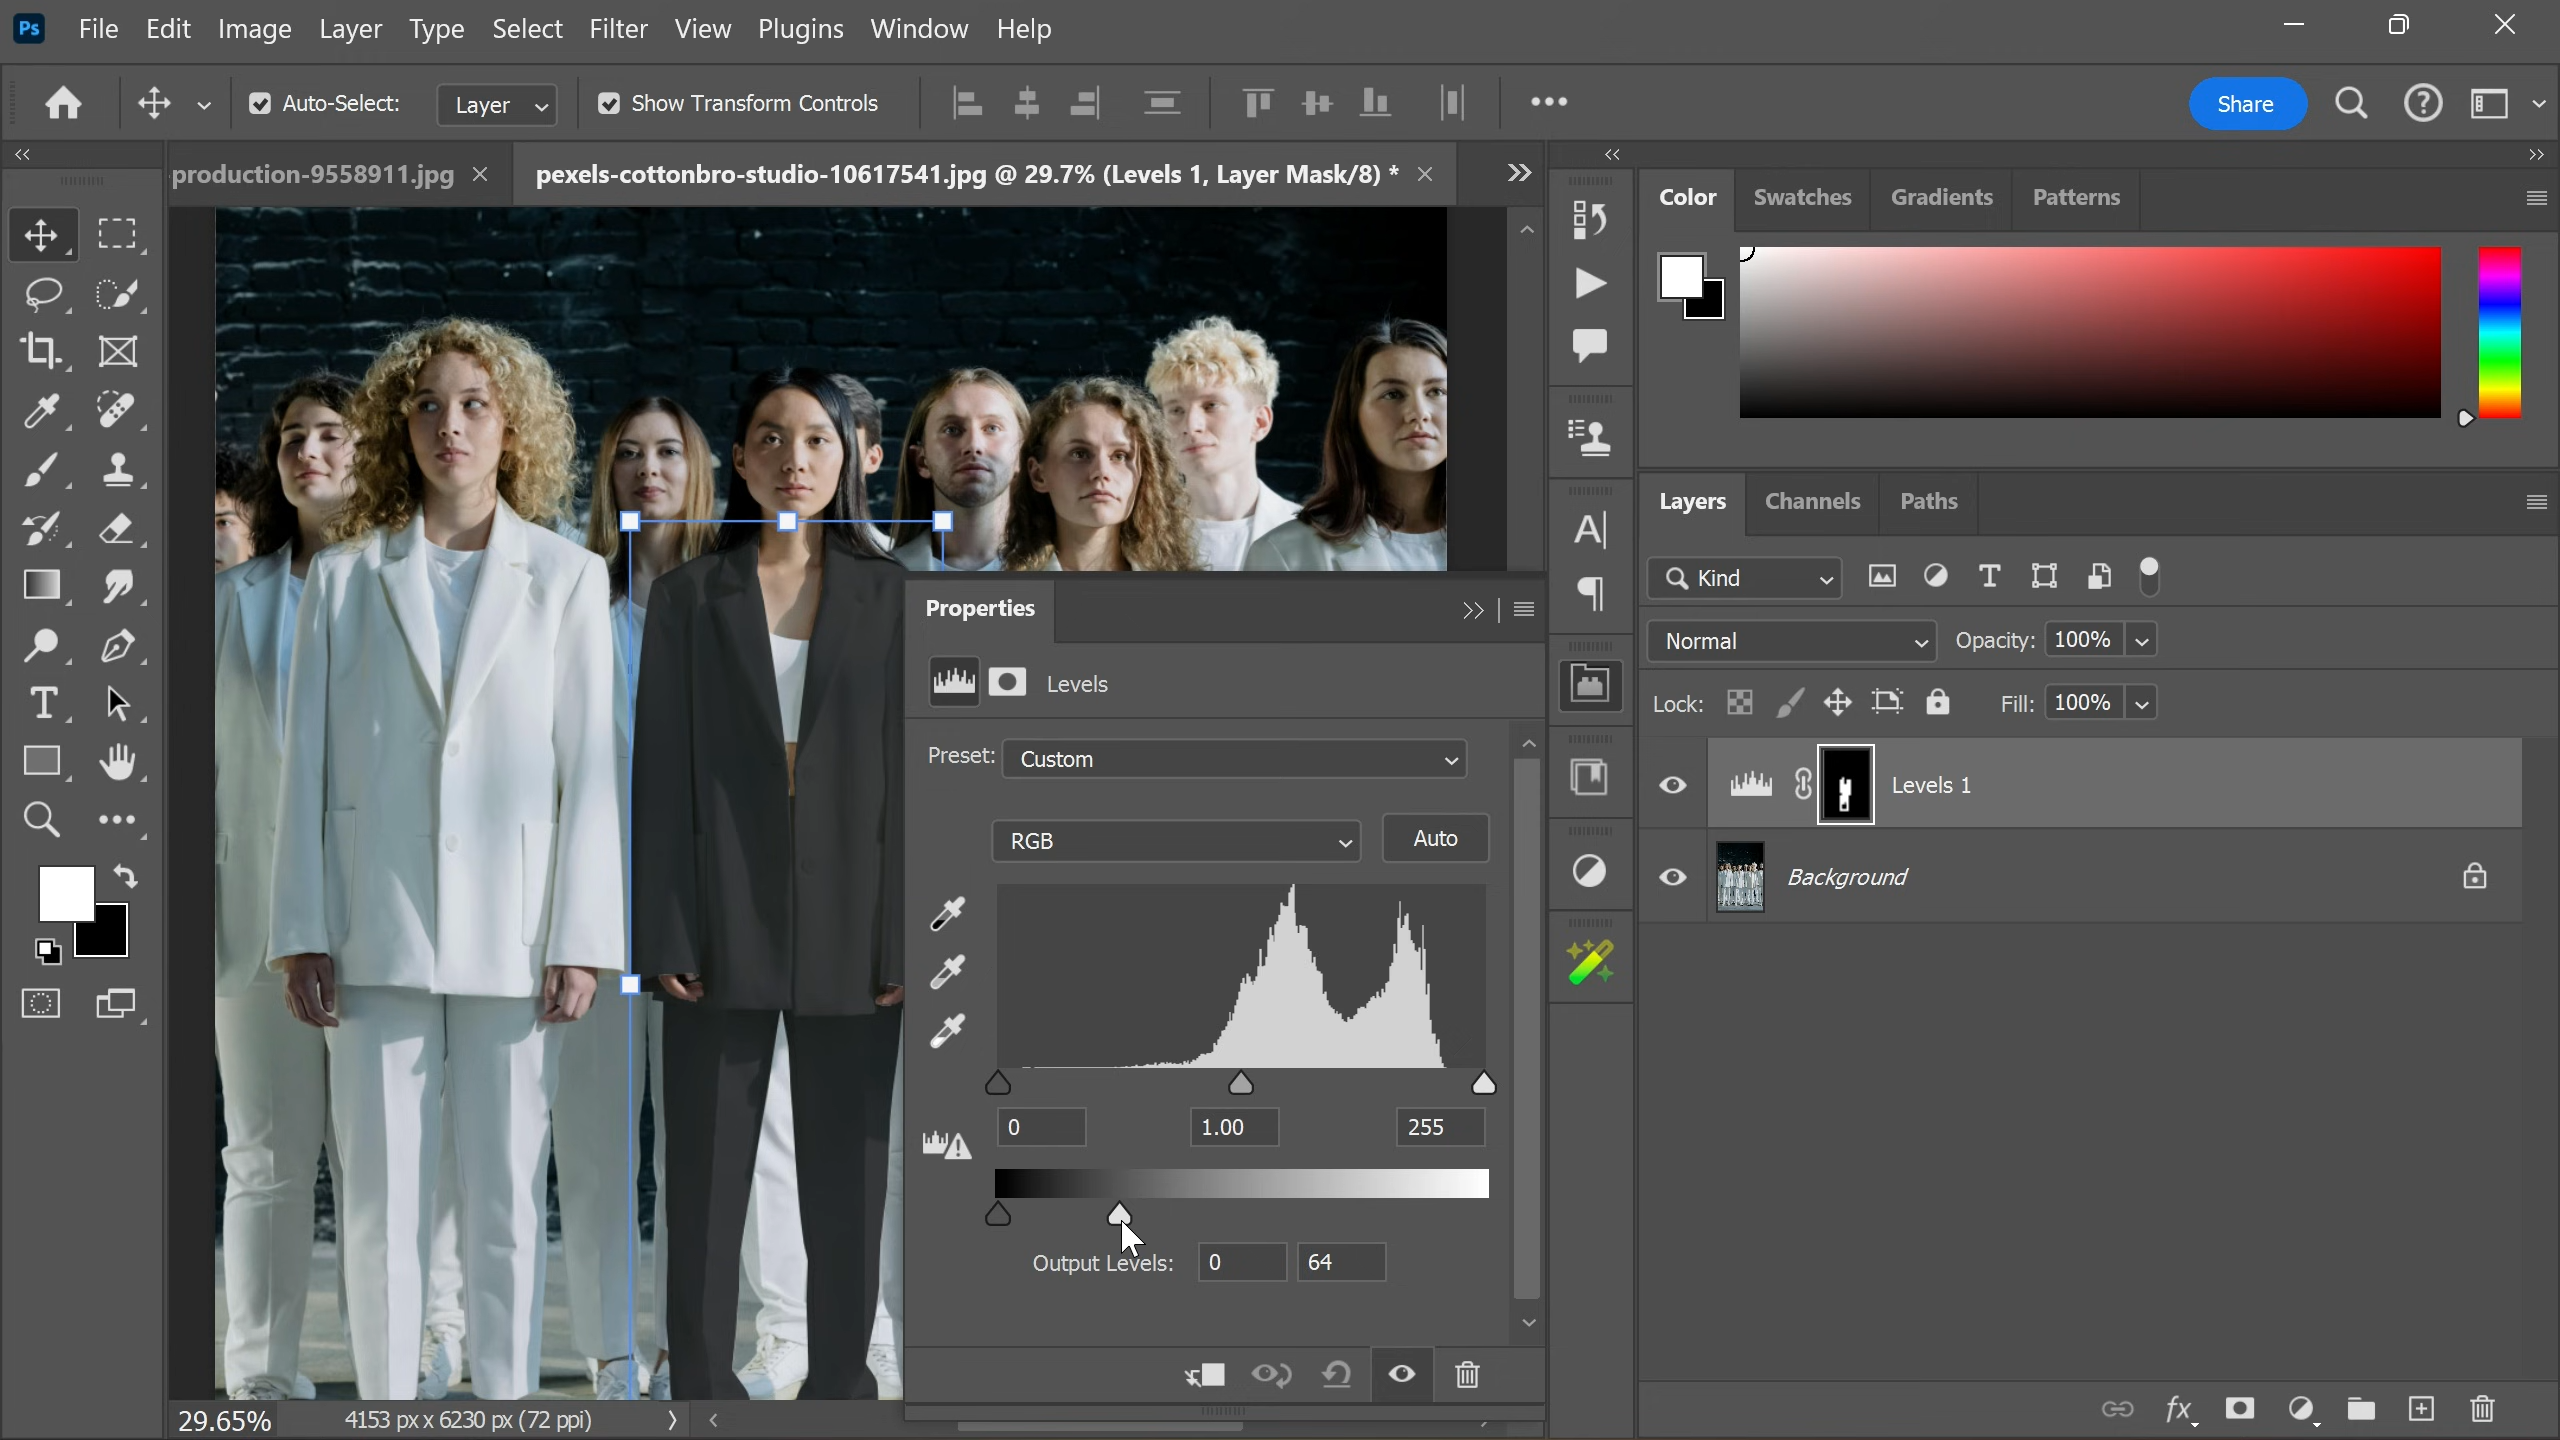 Ps File Edit Image Layer Type Select Filter View Plugins Window Help
Auto-Select: Layer Show Transform Controls Share
production-9558911.jpg pexels-cottonbro-studio-10617541.jpg @ 29.7% (Levels 1, Layer Mask/8) *
Color Swatches Gradients Patterns
Layers Channels Paths
Kind
Normal Opacity: 100%
Lock: Fill: 100%
Levels 1
Background
Properties
Levels
Preset: Custom
RGB Auto
0 1.00 255
Output Levels: 0 64
29.65% 4153 px x 6230 px (72 ppi)